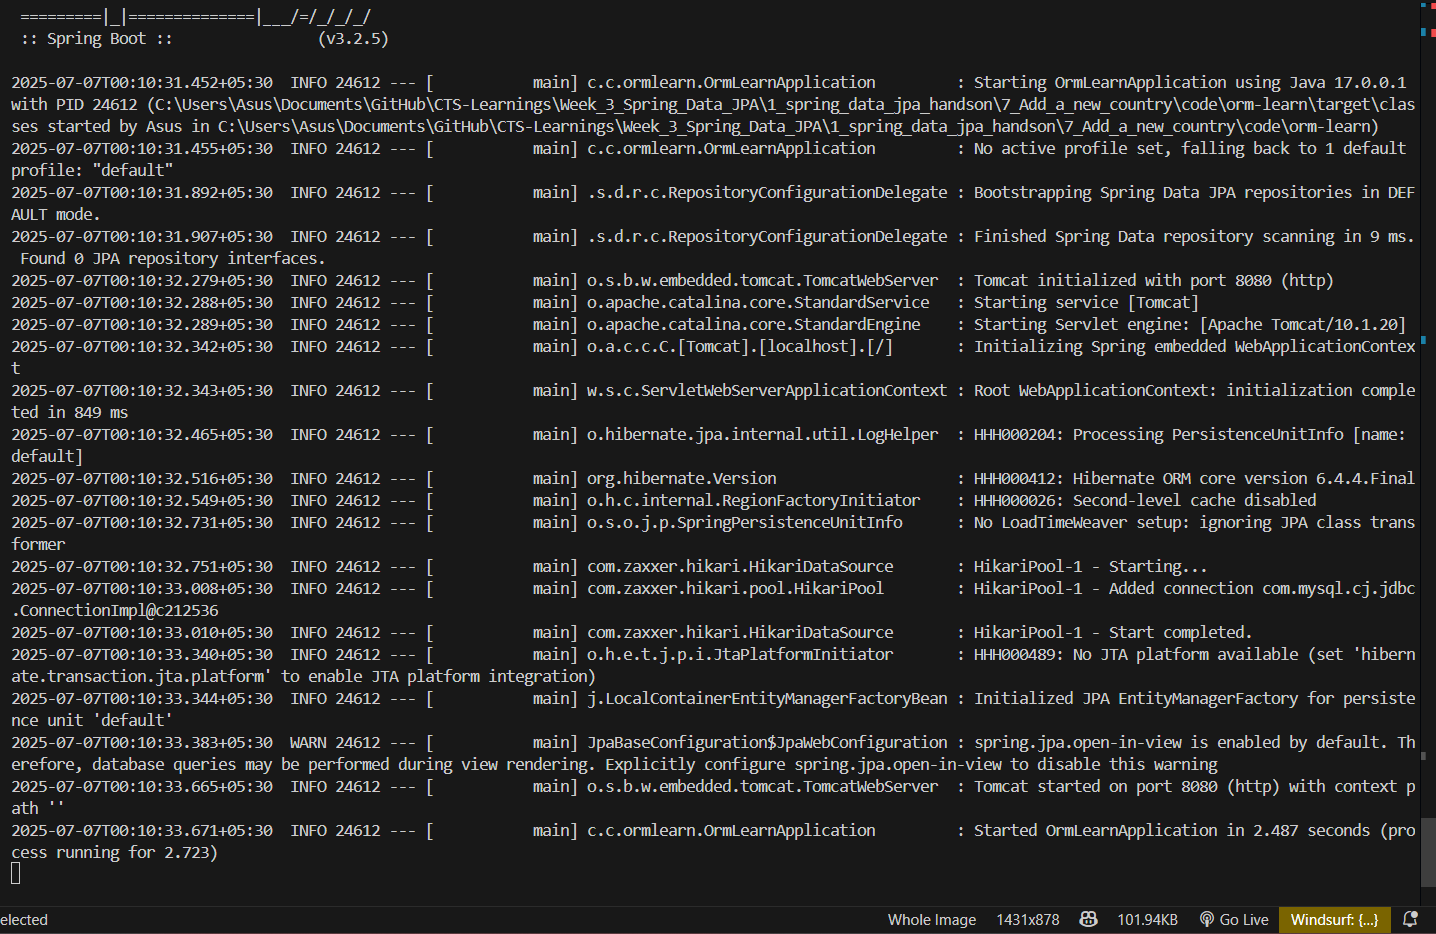 =========|_|==============|___/=/_/_/_/
:: Spring Boot ::                (v3.2.5)
2025-07-07T00:10:31.452+05:30  INFO 24612 --- [           main] c.c.ormlearn.OrmLearnApplication         : Starting OrmLearnApplication using Java 17.0.0.1
with PID 24612 (C:\Users\Asus\Documents\GitHub\CTS-Learnings\Week_3_Spring_Data_JPA\1_spring_data_jpa_handson\7_Add_a_new_country\code\orm-learn\target\clas
ses started by Asus in C:\Users\Asus\Documents\GitHub\CTS-Learnings\Week_3_Spring_Data_JPA\1_spring_data_jpa_handson\7_Add_a_new_country\code\orm-learn)
2025-07-07T00:10:31.455+05:30  INFO 24612 --- [           main] c.c.ormlearn.OrmLearnApplication         : No active profile set, falling back to 1 default
profile: "default"
2025-07-07T00:10:31.892+05:30  INFO 24612 --- [           main] .s.d.r.c.RepositoryConfigurationDelegate : Bootstrapping Spring Data JPA repositories in DEF
AULT mode.
2025-07-07T00:10:31.907+05:30  INFO 24612 --- [           main] .s.d.r.c.RepositoryConfigurationDelegate : Finished Spring Data repository scanning in 9 ms.
Found 0 JPA repository interfaces.
2025-07-07T00:10:32.279+05:30  INFO 24612 --- [           main] o.s.b.w.embedded.tomcat.TomcatWebServer  : Tomcat initialized with port 8080 (http)
2025-07-07T00:10:32.288+05:30  INFO 24612 --- [           main] o.apache.catalina.core.StandardService   : Starting service [Tomcat]
2025-07-07T00:10:32.289+05:30  INFO 24612 --- [           main] o.apache.catalina.core.StandardEngine    : Starting Servlet engine: [Apache Tomcat/10.1.20]
2025-07-07T00:10:32.342+05:30  INFO 24612 --- [           main] o.a.c.c.C.[Tomcat].[localhost].[/]       : Initializing Spring embedded WebApplicationContex
t
2025-07-07T00:10:32.343+05:30  INFO 24612 --- [           main] w.s.c.ServletWebServerApplicationContext : Root WebApplicationContext: initialization comple
ted in 849 ms
2025-07-07T00:10:32.465+05:30  INFO 24612 --- [           main] o.hibernate.jpa.internal.util.LogHelper  : HHH000204: Processing PersistenceUnitInfo [name:
default]
2025-07-07T00:10:32.516+05:30  INFO 24612 --- [           main] org.hibernate.Version                    : HHH000412: Hibernate ORM core version 6.4.4.Final
2025-07-07T00:10:32.549+05:30  INFO 24612 --- [           main] o.h.c.internal.RegionFactoryInitiator    : HHH000026: Second-level cache disabled
2025-07-07T00:10:32.731+05:30  INFO 24612 --- [           main] o.s.o.j.p.SpringPersistenceUnitInfo      : No LoadTimeWeaver setup: ignoring JPA class trans
former
2025-07-07T00:10:32.751+05:30  INFO 24612 --- [           main] com.zaxxer.hikari.HikariDataSource       : HikariPool-1 - Starting...
2025-07-07T00:10:33.008+05:30  INFO 24612 --- [           main] com.zaxxer.hikari.pool.HikariPool        : HikariPool-1 - Added connection com.mysql.cj.jdbc
.ConnectionImpl@c212536
2025-07-07T00:10:33.010+05:30  INFO 24612 --- [           main] com.zaxxer.hikari.HikariDataSource       : HikariPool-1 - Start completed.
2025-07-07T00:10:33.340+05:30  INFO 24612 --- [           main] o.h.e.t.j.p.i.JtaPlatformInitiator       : HHH000489: No JTA platform available (set 'hibern
ate.transaction.jta.platform' to enable JTA platform integration)
2025-07-07T00:10:33.344+05:30  INFO 24612 --- [           main] j.LocalContainerEntityManagerFactoryBean : Initialized JPA EntityManagerFactory for persiste
nce unit 'default'
2025-07-07T00:10:33.383+05:30  WARN 24612 --- [           main] JpaBaseConfiguration$JpaWebConfiguration : spring.jpa.open-in-view is enabled by default. Th
erefore, database queries may be performed during view rendering. Explicitly configure spring.jpa.open-in-view to disable this warning
2025-07-07T00:10:33.665+05:30  INFO 24612 --- [           main] o.s.b.w.embedded.tomcat.TomcatWebServer  : Tomcat started on port 8080 (http) with context p
ath ''
2025-07-07T00:10:33.671+05:30  INFO 24612 --- [           main] c.c.ormlearn.OrmLearnApplication         : Started OrmLearnApplication in 2.487 seconds (pro
cess running for 2.723)
elected  Whole Image  1431x878  101.94KB  Go Live  Windsurf: {...}